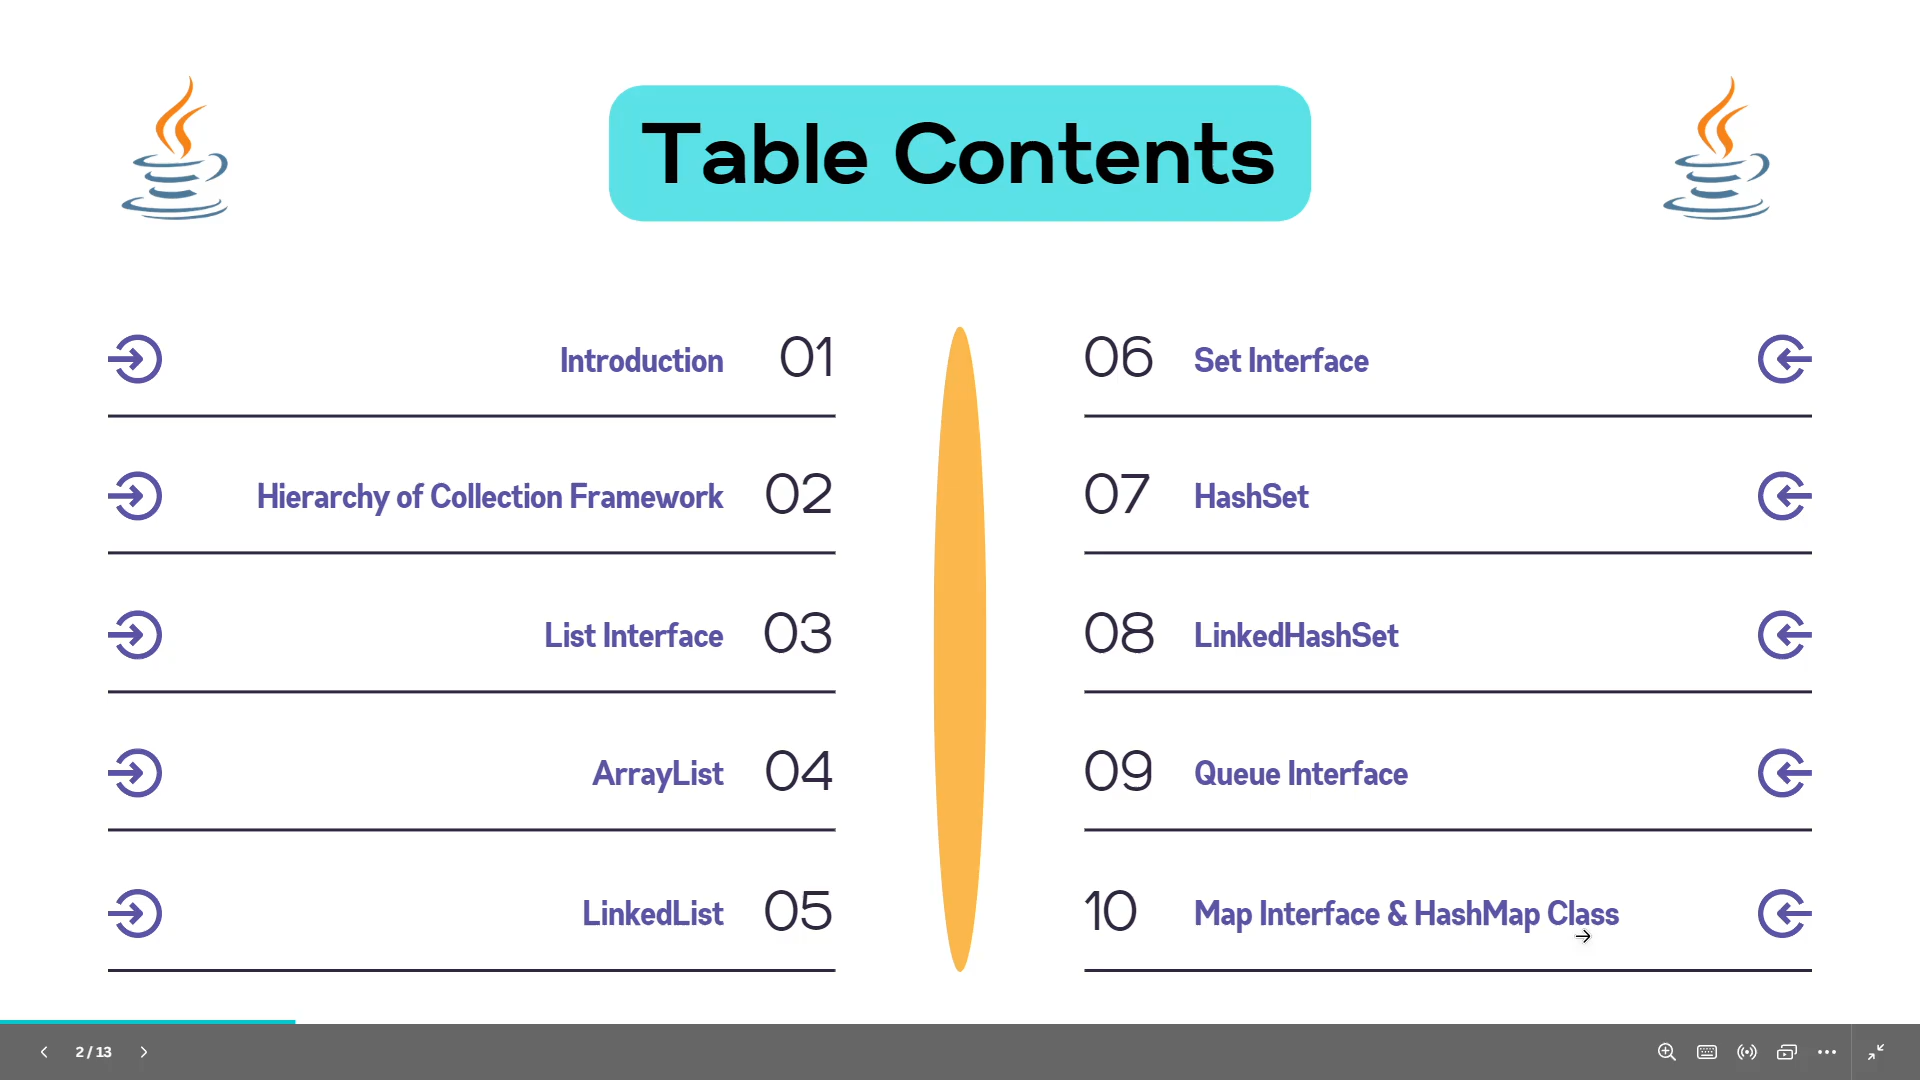 Table Contents
Introduction 01
Hierarchy of Collection Framework 02
List Interface 03
ArrayList 04
LinkedList 05
06 Set Interface
07 HashSet
08 LinkedHashSet
09 Queue Interface
10 Map Interface & HashMap Class
2 / 13